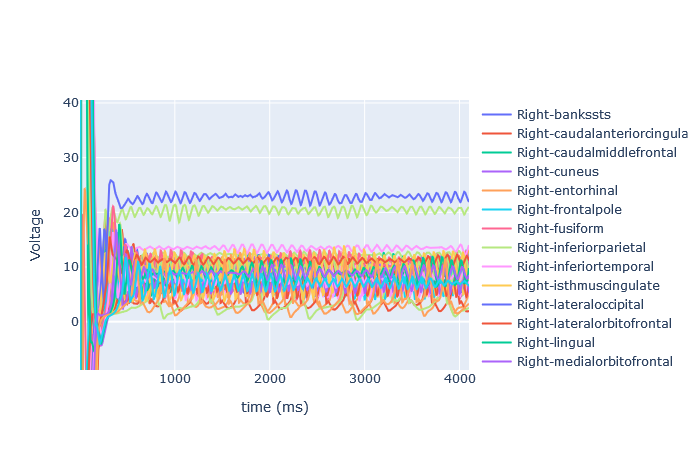 40
30
20
10
0
Voltage
1000
2000
3000
4000
time (ms)
Right-bankssts
Right-caudalanteriorcingula
Right-caudalmiddlefrontal
Right-cuneus
Right-entorhinal
Right-frontalpole
Right-fusiform
Right-inferiorparietal
Right-inferiortemporal
Right-isthmuscingulate
Right-lateraloccipital
Right-lateralorbitofrontal
Right-lingual
Right-medialorbitofrontal